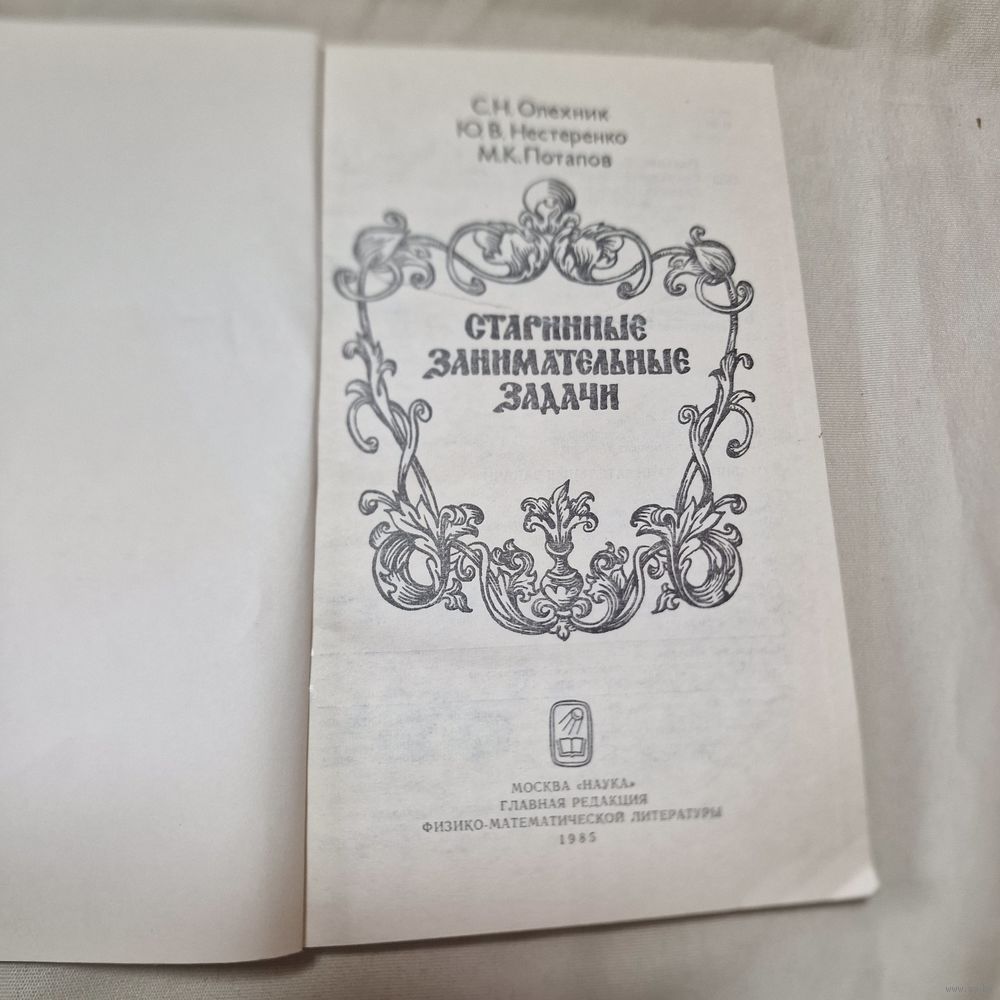 С.Н. Олехник
Ю.В. Нестеренко
М.К. Потапов
СТАРИННЫЕ
ЗАНИМАТЕЛЬНЫЕ
ЗАДАЧИ
МОСКВА «НАУКА»
ГЛАВНАЯ РЕДАКЦИЯ
ФИЗИКО-МАТЕМАТИЧЕСКОЙ ЛИТЕРАТУРЫ
1985